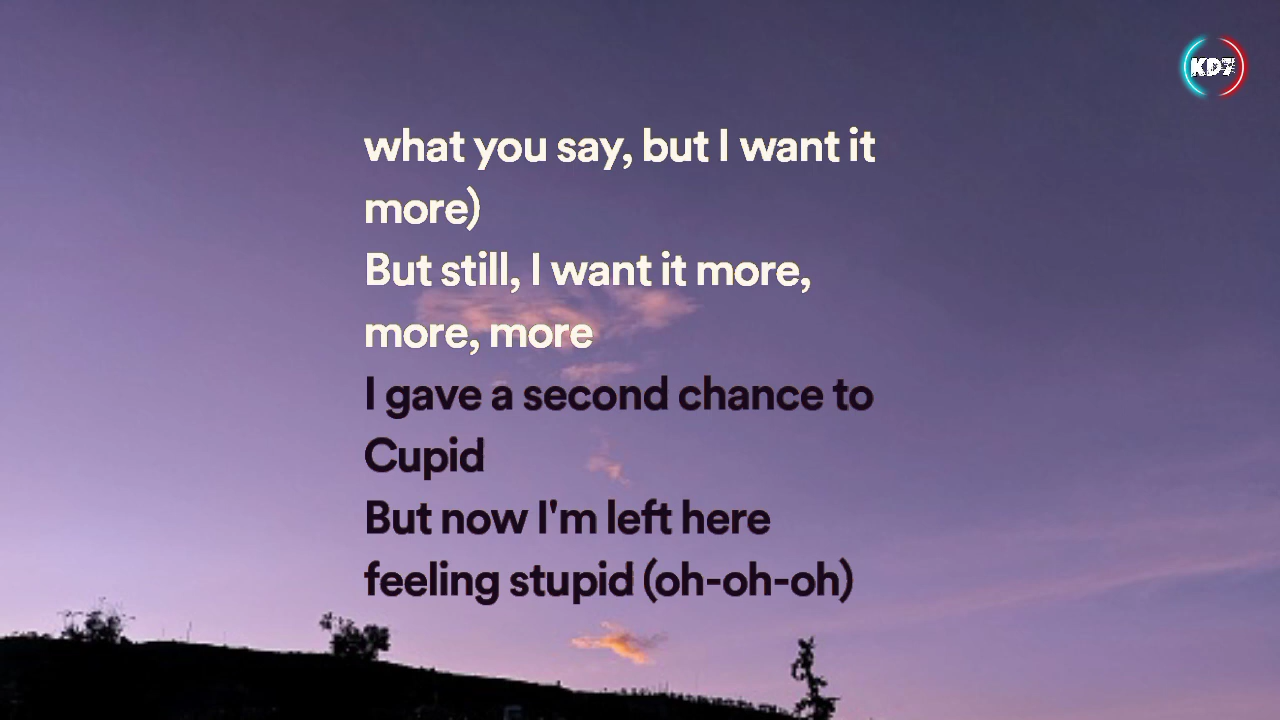 KD7
what you say, but I want it
more)
But still, I want it more,
more, more
I gave a second chance to
Cupid
But now I'm left here
feeling stupid (oh-oh-oh)